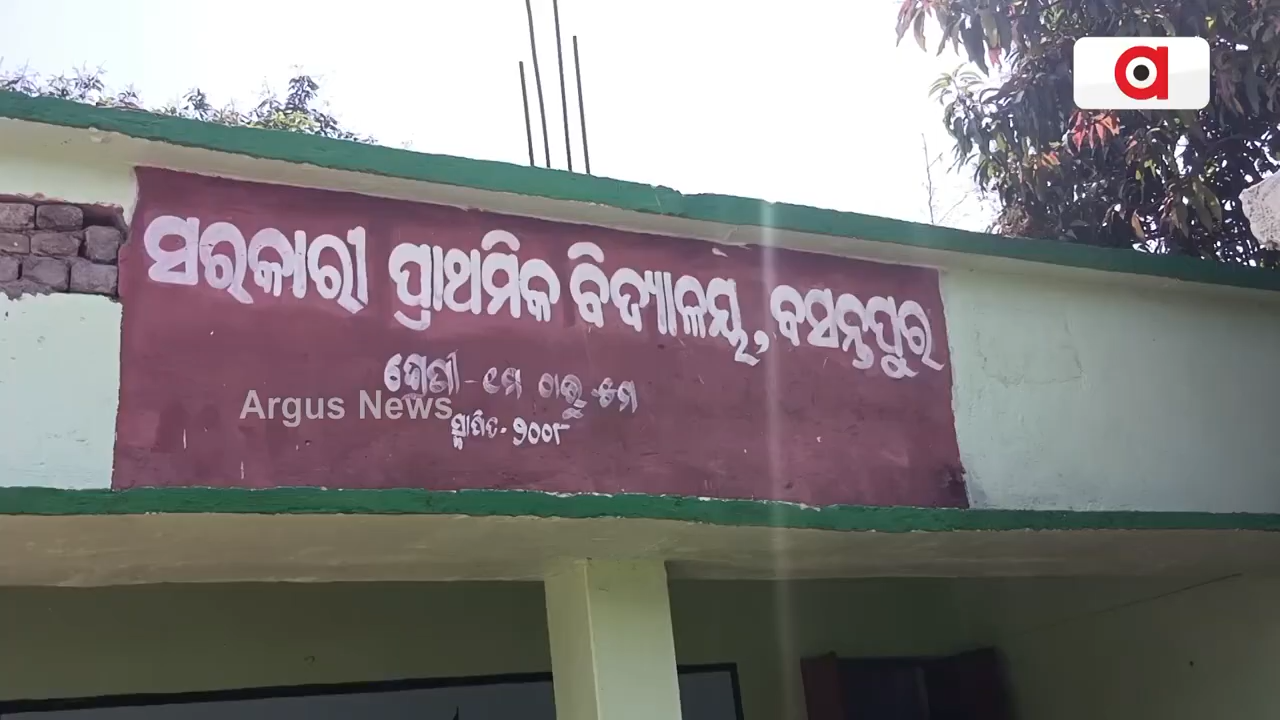 ସରକାରୀ ପ୍ରାଥମିକ ବିଦ୍ୟାଳୟ, ବସନ୍ତପୁର
ଶ୍ରେଣୀ - ୧ମ ଠାରୁ ୫ମ
Argus News
ସ୍ଥାପିତ- ୨୦୦୮